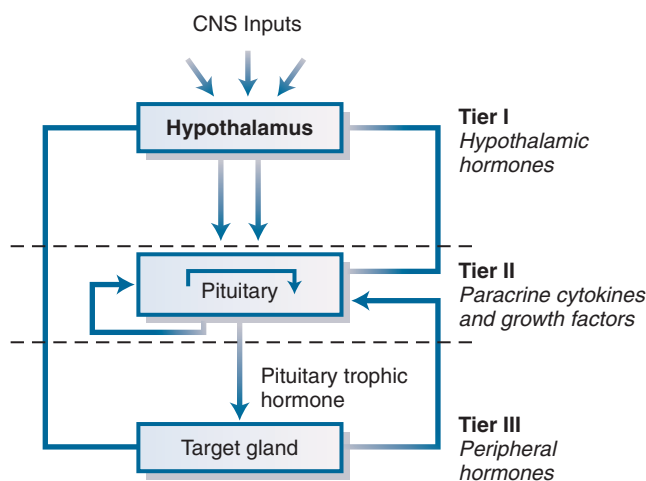 CNS Inputs
Hypothalamus
Tier I
Hypothalamic
hormones
Pituitary
Tier II
Paracrine cytokines
and growth factors
Pituitary trophic
hormone
Target gland
Tier III
Peripheral
hormones